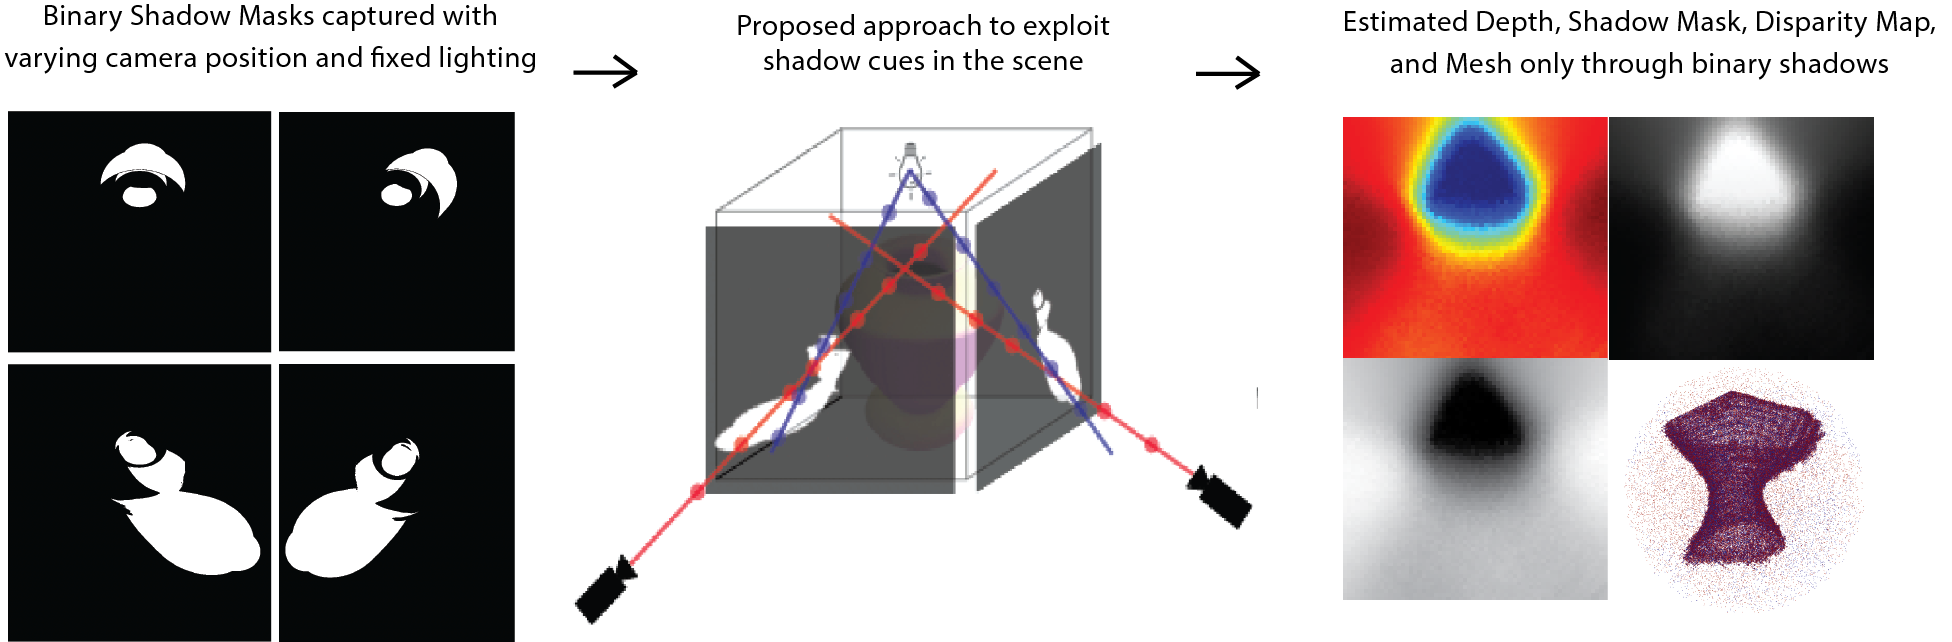 Binary Shadow Masks captured with
varying camera position and fixed lighting
Proposed approach to exploit
shadow cues in the scene
Estimated Depth, Shadow Mask, Disparity Map,
and Mesh only through binary shadows